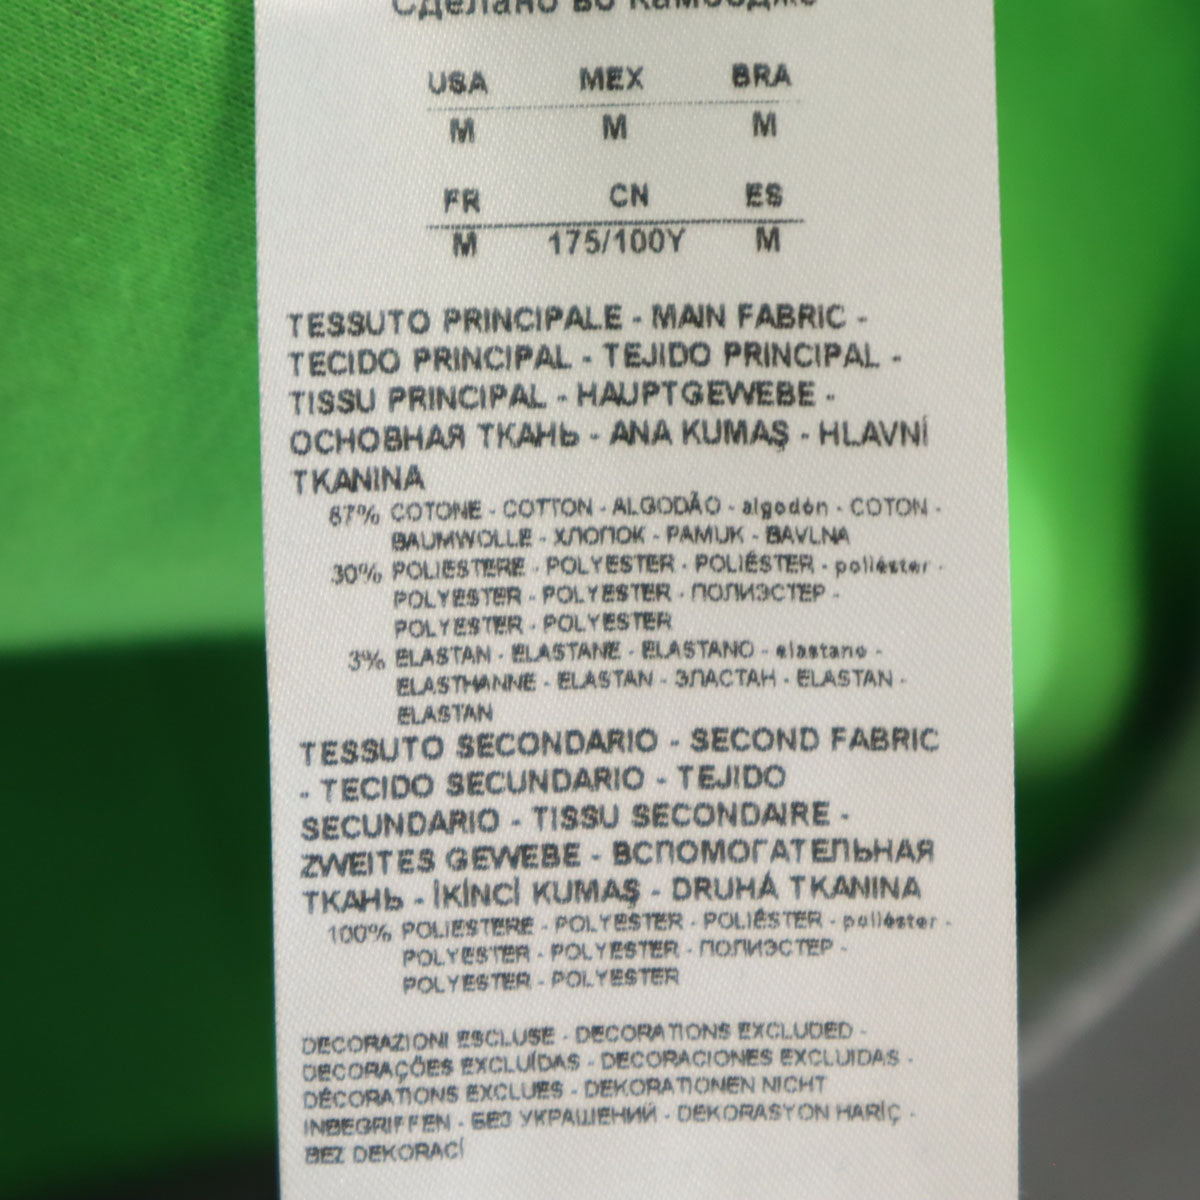 Сделано во Камбодже
USA MEX BRA
M M M
FR CN ES
M 175/100Y M
TESSUTO PRINCIPALE - MAIN FABRIC -
TECIDO PRINCIPAL - TEJIDO PRINCIPAL -
TISSU PRINCIPAL - HAUPTGEWEBE -
ОСНОВНАЯ ТКАНЬ - ANA KUMAŞ - HLAVNÍ
TKANINA
67% COTONE - COTTON - ALGODÃO - algodón - COTON -
BAUMWOLLE - ХЛОПОК - PAMUK - BAVLNA
30% POLIESTERE - POLYESTER - POLIÉSTER - poliéster -
POLYESTER - POLYESTER - ПОЛИЭСТЕР -
POLYESTER - POLYESTER
3% ELASTAN - ELASTANE - ELASTANO - elastano -
ELASTHANNE - ELASTAN - ЭЛАСТАН - ELASTAN -
ELASTAN
TESSUTO SECONDARIO - SECOND FABRIC
- TECIDO SECUNDARIO - TEJIDO
SECUNDARIO - TISSU SECONDAIRE -
ZWEITES GEWEBE - ВСПОМОГАТЕЛЬНАЯ
ТКАНЬ - İKİNCİ KUMAŞ - DRUHÁ TKANINA
100% POLIESTERE - POLYESTER - POLIÉSTER - poliéster -
POLYESTER - POLYESTER - ПОЛИЭСТЕР -
POLYESTER - POLYESTER
DECORAZIONI ESCLUSE - DECORATIONS EXCLUDED -
DECORAÇÕES EXCLUÍDAS - DECORACIONES EXCLUIDAS -
DÉCORATIONS EXCLUES - DEKORATIONEN NICHT
INBEGRIFFEN - БЕЗ УКРАШЕНИЙ - DEKORASYON HARİÇ -
BEZ DEKORACÍ